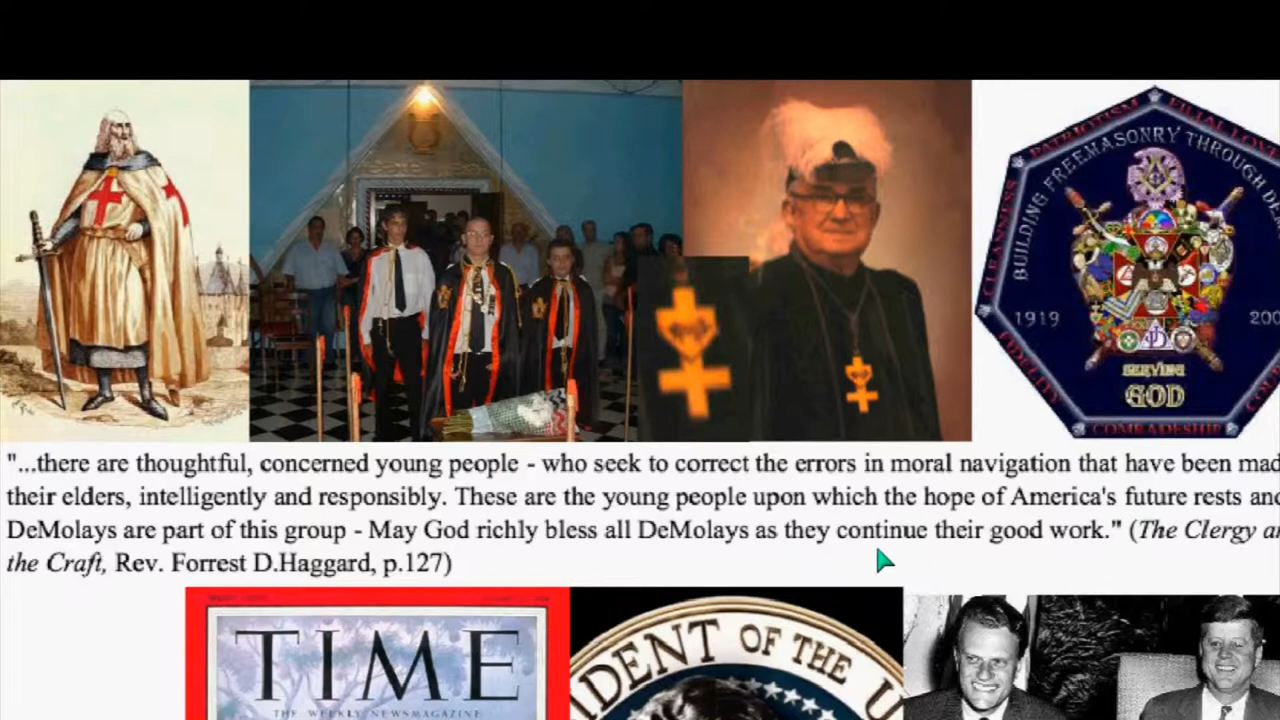 PATRIOTISM
FILIAL LOVE
CLEANNESS
BUILDING FREEMASONRY THROUGH
1919
SERVING
GOD
FIDELITY
COMRADESHIP
"...there are thoughtful, concerned young people - who seek to correct the errors in moral navigation that have been mad
their elders, intelligently and responsibly. These are the young people upon which the hope of America's future rests and
DeMolays are part of this group - May God richly bless all DeMolays as they continue their good work." (The Clergy a
the Craft, Rev. Forrest D.Haggard, p.127)
TIME
THE WEEKLY NEWSMAGAZINE
IDENT OF THE U